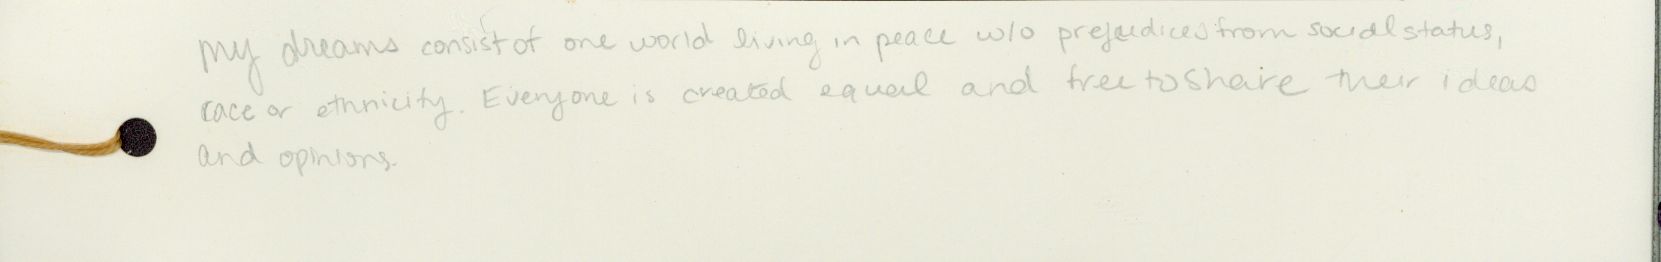 My dreams consist of one world living in peace w/o prejudices from social status,
race or ethnicity. Everyone is created equal and free to share their ideas
and opinions.